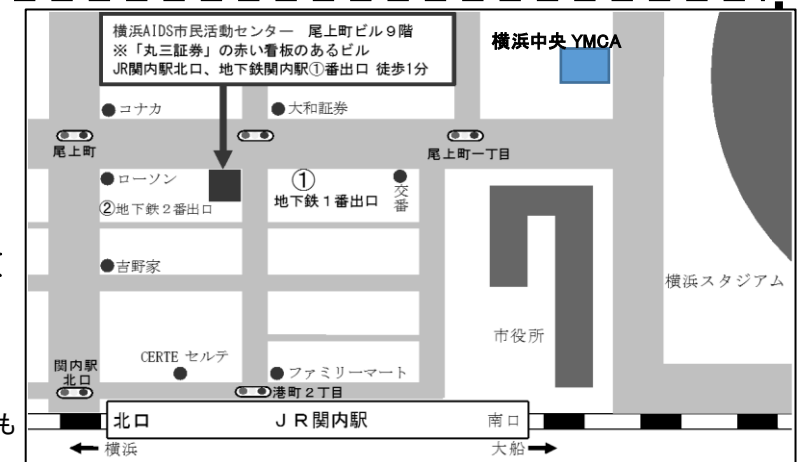 横浜AIDS市民活動センター　尾上町ビル９階
※「丸三証券」の赤い看板のあるビル
JR関内駅北口、地下鉄関内駅①番出口 徒歩1分
横浜中央 YMCA
コナカ
大和証券
尾上町
尾上町一丁目
ローソン
①
地下鉄１番出口
交番
②地下鉄２番出口
吉野家
横浜スタジアム
市役所
関内駅
北口
CERTE セルテ
ファミリーマート
港町２丁目
も
北口
ＪＲ関内駅
南口
横浜
大船